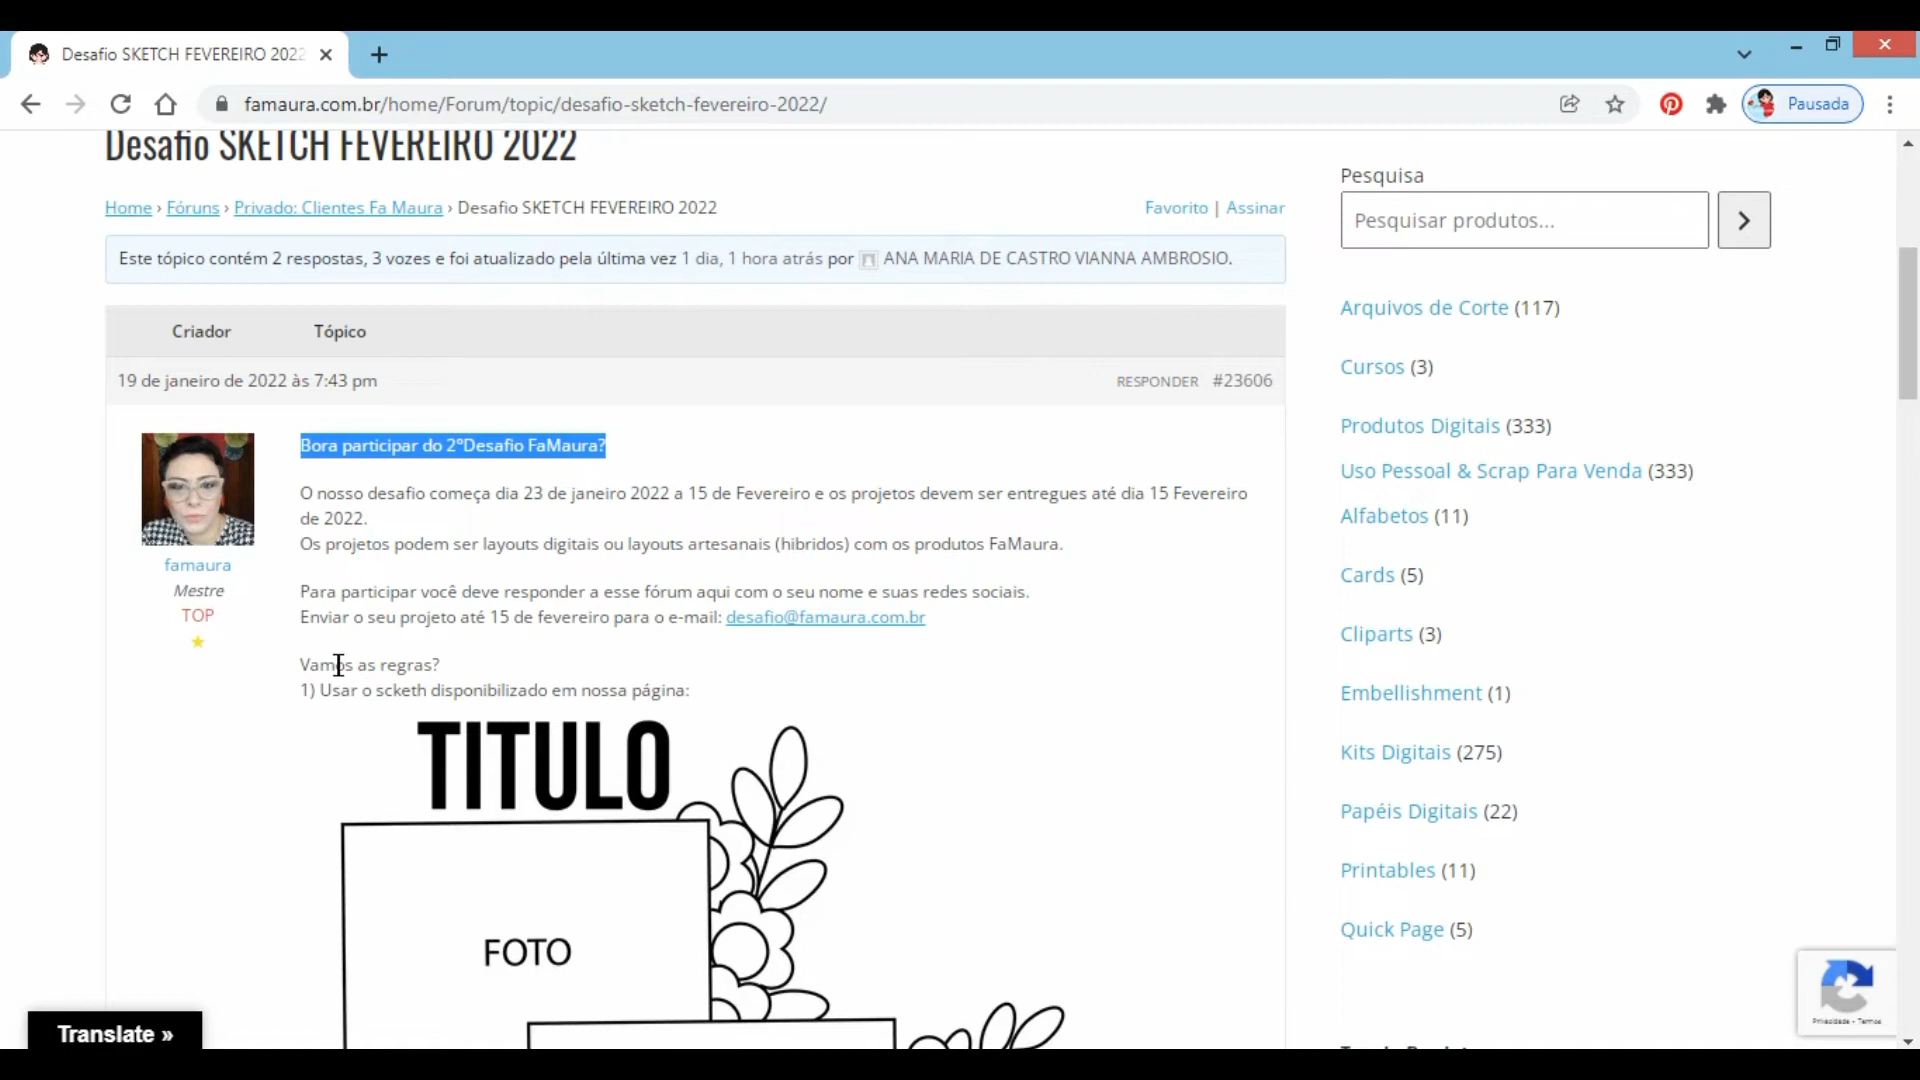 Desafio SKETCH FEVEREIRO 2022
famaura.com.br/home/Forum/topic/desafio-sketch-fevereiro-2022/
Pausada
Desafio SKETCH FEVEREIRO 2022
Home › Fóruns › Privado: Clientes Fa Maura › Desafio SKETCH FEVEREIRO 2022
Favorito | Assinar
Este tópico contém 2 respostas, 3 vozes e foi atualizado pela última vez 1 dia, 1 hora atrás por ANA MARIA DE CASTRO VIANNA AMBROSIO.
Criador Tópico
19 de janeiro de 2022 às 7:43 pm
RESPONDER #23606
famaura
Mestre
TOP
Bora participar do 2°Desafio FaMaura?
O nosso desafio começa dia 23 de janeiro 2022 a 15 de Fevereiro e os projetos devem ser entregues até dia 15 Fevereiro
de 2022.
Os projetos podem ser layouts digitais ou layouts artesanais (hibridos) com os produtos FaMaura.
Para participar você deve responder a esse fórum aqui com o seu nome e suas redes sociais.
Enviar o seu projeto até 15 de fevereiro para o e-mail: desafio@famaura.com.br
Vamos as regras?
1) Usar o scketh disponibilizado em nossa página:
TITULO
FOTO
Translate »
Pesquisa
Pesquisar produtos...
Arquivos de Corte (117)
Cursos (3)
Produtos Digitais (333)
Uso Pessoal & Scrap Para Venda (333)
Alfabetos (11)
Cards (5)
Cliparts (3)
Embellishment (1)
Kits Digitais (275)
Papéis Digitais (22)
Printables (11)
Quick Page (5)
Privacidade - Termos